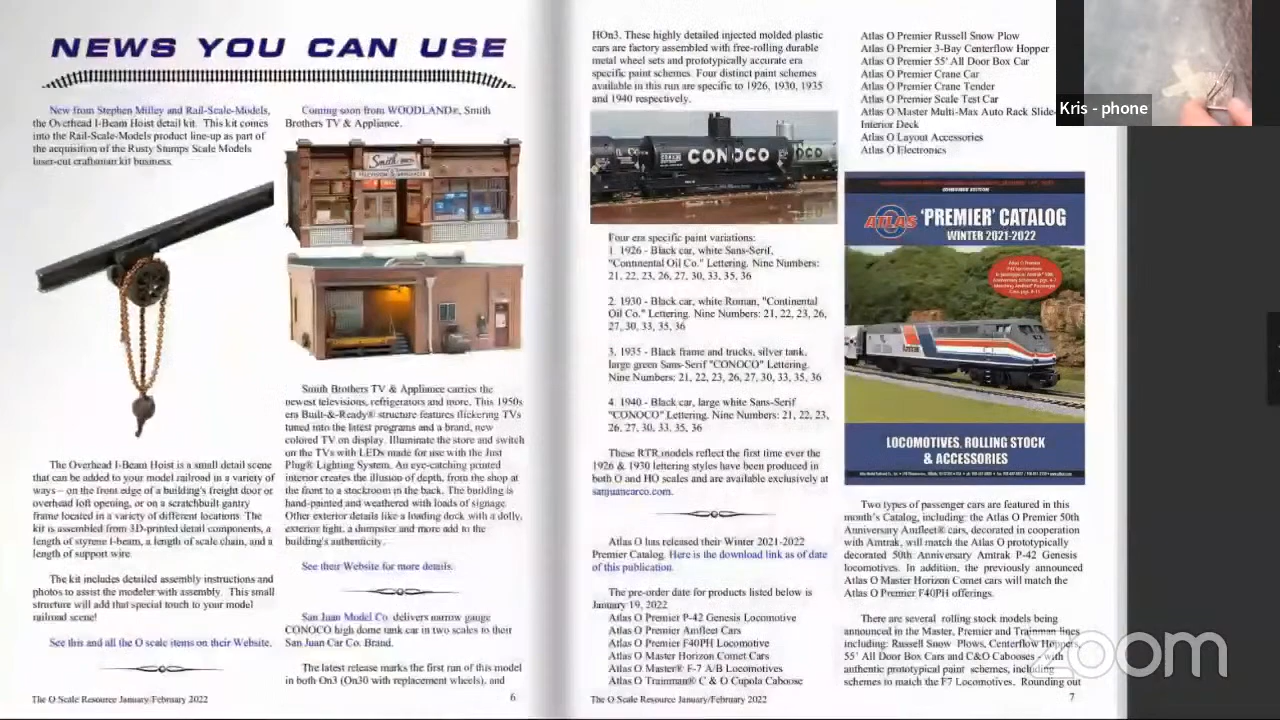 NEWS YOU CAN USE
New from Stephen Milley and Rail-Scale-Models,
the Overhead I-Beam Hoist detail kit. This kit comes
into the Rail-Scale-Models product line-up as part of
the acquisition of the Rusty Stumps Scale Models
laser-cut craftsman kit business.
The Overhead I-Beam Hoist is a small detail scene
that can be added to your model railroad in a variety of
ways – on the front edge of a building's freight door or
overhead loft opening, or on a scratchbuilt gantry
frame located in a variety of different locations. The
kit is assembled from 3D-printed detail components, a
length of styrene I-beam, a length of scale chain, and a
length of support wire.
The kit includes detailed assembly instructions and
photos to assist the modeler with assembly. This small
structure will add that special touch to your model
railroad scene!
See this and all the O scale items on their Website.
The O Scale Resource January/February 2022
Coming soon from WOODLAND®, Smith
Brothers TV & Appliance.
Smith BROS.
TELEVISION & APPLIANCES
Smith Brothers TV & Appliance carries the
newest televisions, refrigerators and more. This 1950s
era Built-&-Ready® structure features flickering TVs
tuned into the latest programs and a brand, new
colored TV on display. Illuminate the store and switch
on the TVs with LEDs made for use with the Just
Plug® Lighting System. An eye-catching printed
interior creates the illusion of depth, from the shop at
the front to a stockroom in the back. The building is
hand-painted and weathered with loads of signage.
Other exterior details like a loading dock with a dolly,
exterior light, a dumpster and more add to the
building's authenticity.
See their Website for more details.
San Juan Model Co. delivers narrow gauge
CONOCO high dome tank car in two scales to their
San Juan Car Co. Brand.
The latest release marks the first run of this model
in both On3 (On30 with replacement wheels), and
6
HOn3. These highly detailed injected molded plastic
cars are factory assembled with free-rolling durable
metal wheel sets and prototypically accurate era
specific paint schemes. Four distinct paint schemes
available in this run are specific to 1926, 1930, 1935
and 1940 respectively.
CONOCO
Four era specific paint variations:
1. 1926 - Black car, white Sans-Serif,
"Continental Oil Co." Lettering. Nine Numbers:
21, 22, 23, 26, 27, 30, 33, 35, 36
2. 1930 - Black car, white Roman, "Continental
Oil Co." Lettering. Nine Numbers: 21, 22, 23, 26,
27, 30, 33, 35, 36
3. 1935 - Black frame and trucks, silver tank,
large green Sans-Serif "CONOCO" Lettering.
Nine Numbers: 21, 22, 23, 26, 27, 30, 33, 35, 36
4. 1940 - Black car, large white Sans-Serif
"CONOCO" Lettering. Nine Numbers: 21, 22, 23,
26, 27, 30, 33, 35, 36
These RTR models reflect the first time ever the
1926 & 1930 lettering styles have been produced in
both O and HO scales and are available exclusively at
sanjuancarco.com.
Atlas O has released their Winter 2021-2022
Premier Catalog. Here is the download link as of date
of this publication.
The pre-order date for products listed below is
January 19, 2022
Atlas O Premier P-42 Genesis Locomotive
Atlas O Premier Amfleet Cars
Atlas O Premier F40PH Locomotive
Atlas O Master Horizon Comet Cars
Atlas O Master® F-7 A/B Locomotives
Atlas O Trainman® C & O Cupola Caboose
The O Scale Resource January/February 2022
Atlas O Premier Russell Snow Plow
Atlas O Premier 3-Bay Centerflow Hopper
Atlas O Premier 55' All Door Box Car
Atlas O Premier Crane Car
Atlas O Premier Crane Tender
Atlas O Premier Scale Test Car
Atlas O Master Multi-Max Auto Rack Slide-
Interior Deck
Atlas O Layout Accessories
Atlas O Electronics
ATLAS 'PREMIER' CATALOG
WINTER 2021-2022
Amtrak
LOCOMOTIVES, ROLLING STOCK
& ACCESSORIES
Two types of passenger cars are featured in this
month's Catalog, including: the Atlas O Premier 50th
Anniversary Amfleet® cars, decorated in cooperation
with Amtrak, will match the Atlas O prototypically
decorated 50th Anniversary Amtrak P-42 Genesis
locomotives. In addition, the previously announced
Atlas O Master Horizon Comet cars will match the
Atlas O Premier F40PH offerings.
There are several rolling stock models being
announced in the Master, Premier and Trainman lines
including: Russell Snow Plows, Centerflow Hoppers,
55' All Door Box Cars and C&O Cabooses with
authentic prototypical paint schemes, including
schemes to match the F7 Locomotives. Rounding out
7
Kris - phone
zoom